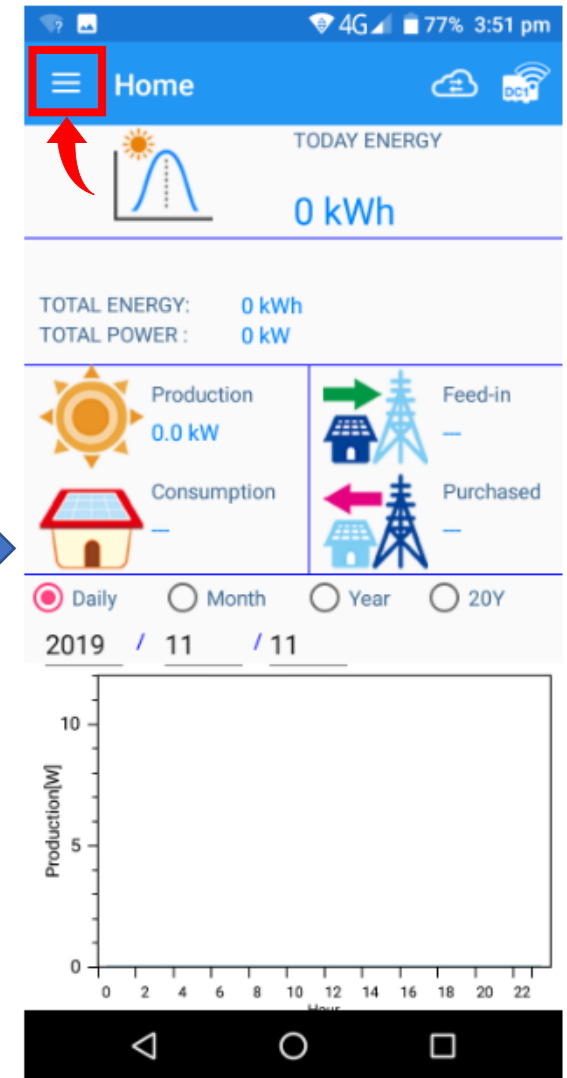 4G 77% 3:51 pm
Home DC1
TODAY ENERGY
0 kWh
TOTAL ENERGY: 0 kWh
TOTAL POWER : 0 kW
Production Feed-in
0.0 kW ---
Consumption Purchased
--- ---
Daily Month Year 20Y
2019 / 11 / 11
10
Production[W]
5
0
0 2 4 6 8 10 12 14 16 18 20 22
Hour